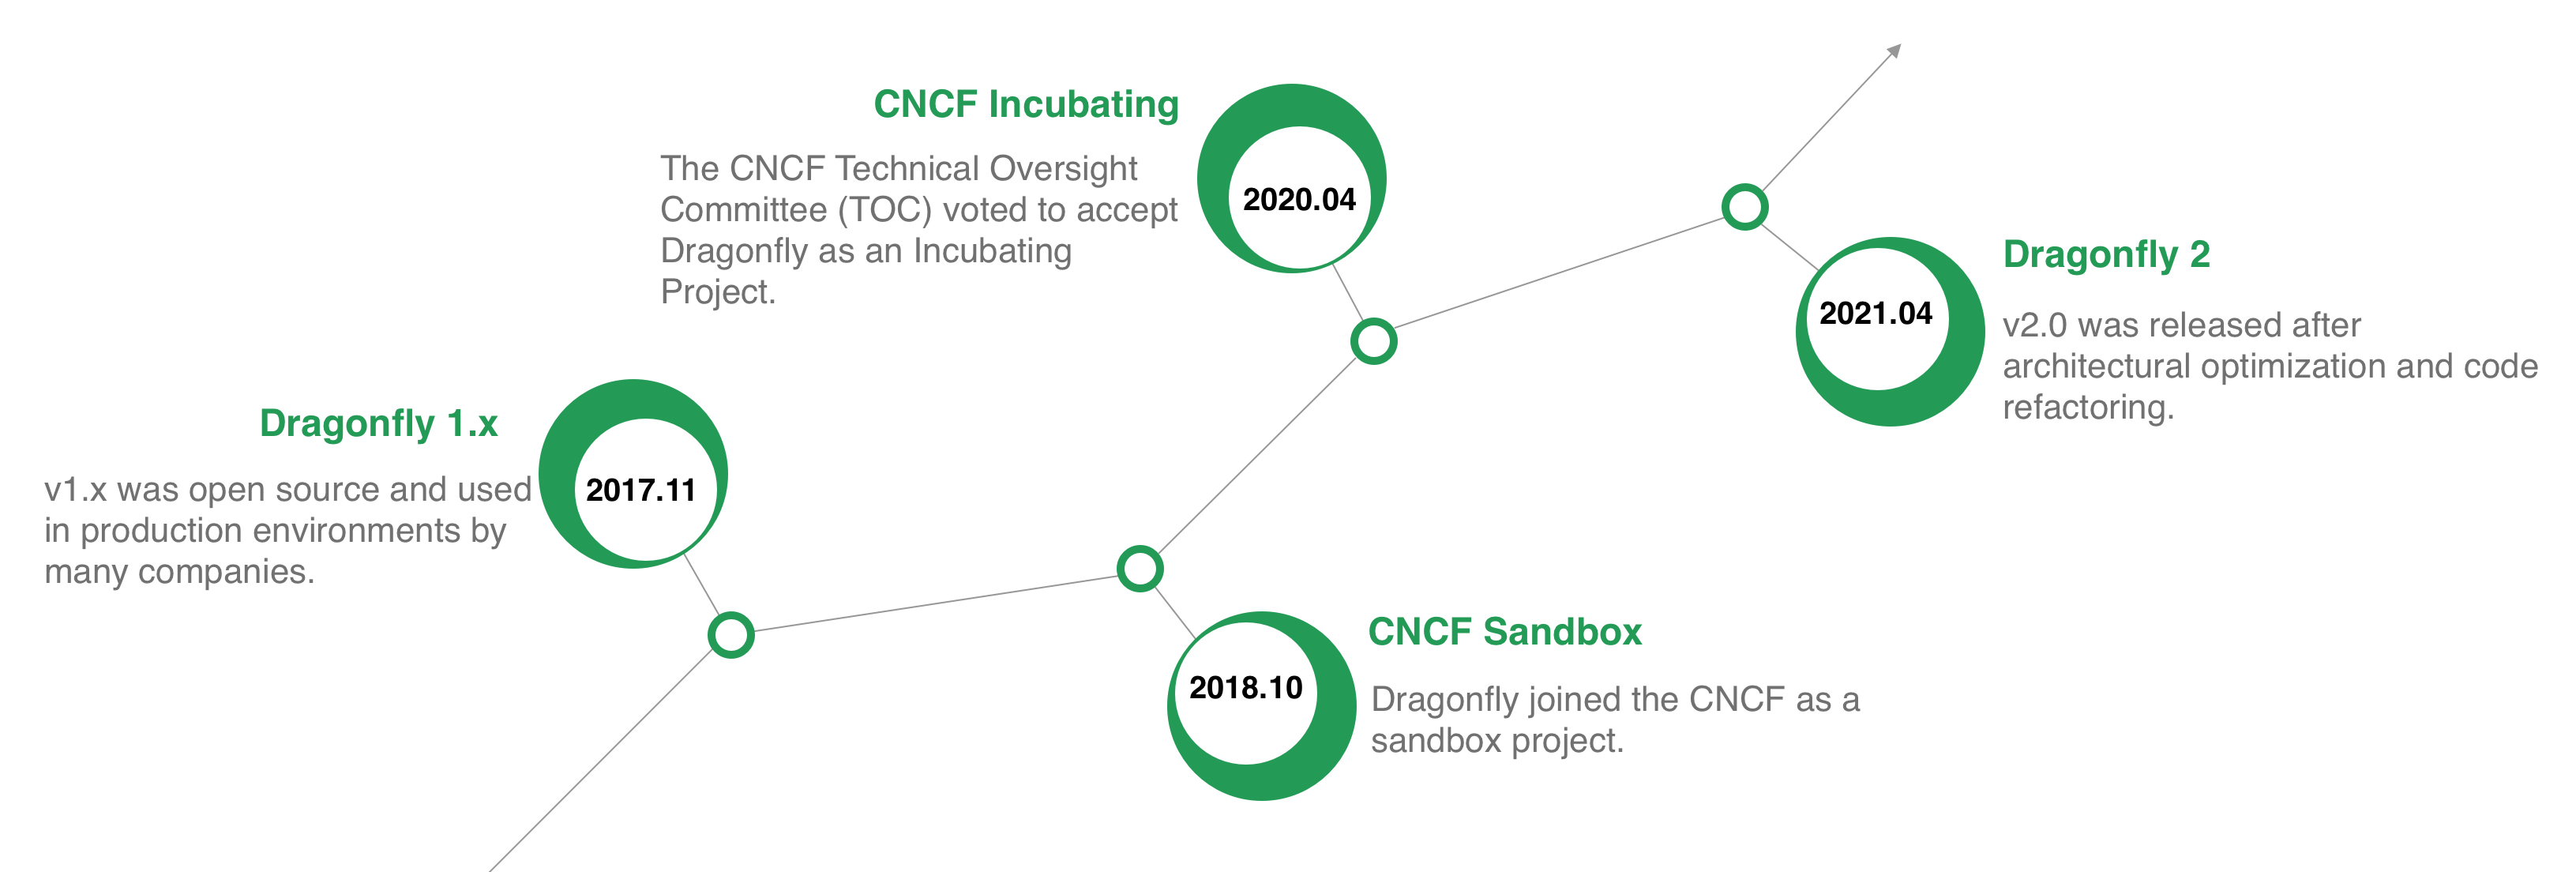 CNCF Incubating
The CNCF Technical Oversight
Committee (TOC) voted to accept
Dragonfly as an Incubating
Project.
2020.04
Dragonfly 2
v2.0 was released after
architectural optimization and code
refactoring.
2021.04
Dragonfly 1.x
v1.x was open source and used
in production environments by
many companies.
2017.11
CNCF Sandbox
Dragonfly joined the CNCF as a
sandbox project.
2018.10